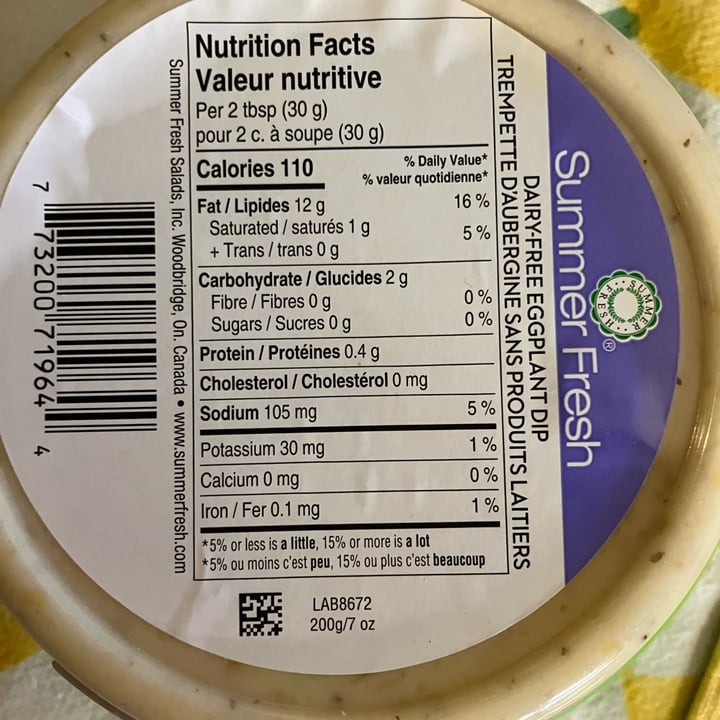 Nutrition Facts
Valeur nutritive
Per 2 tbsp (30 g)
pour 2 c. à soupe (30 g)
Calories 110
% Daily Value*
% valeur quotidienne*
Fat / Lipides 12 g 16 %
Saturated / saturés 1 g
+ Trans / trans 0 g
5 %
Carbohydrate / Glucides 2 g
Fibre / Fibres 0 g 0 %
Sugars / Sucres 0 g 0 %
Protein / Protéines 0.4 g
Cholesterol / Cholestérol 0 mg
Sodium 105 mg 5 %
Potassium 30 mg 1 %
Calcium 0 mg 0 %
Iron / Fer 0.1 mg 1 %
*5% or less is a little, 15% or more is a lot
*5% ou moins c'est peu, 15% ou plus c'est beaucoup
LAB8672
200g/7 oz
Summer Fresh®
SUMMER FRESH
DAIRY-FREE EGGPLANT DIP
TREMPETTE D'AUBERGINE SANS PRODUITS LAITIERS
Summer Fresh Salads, Inc. Woodbridge, On. Canada • www.summerfresh.com
7 73200 71964 4